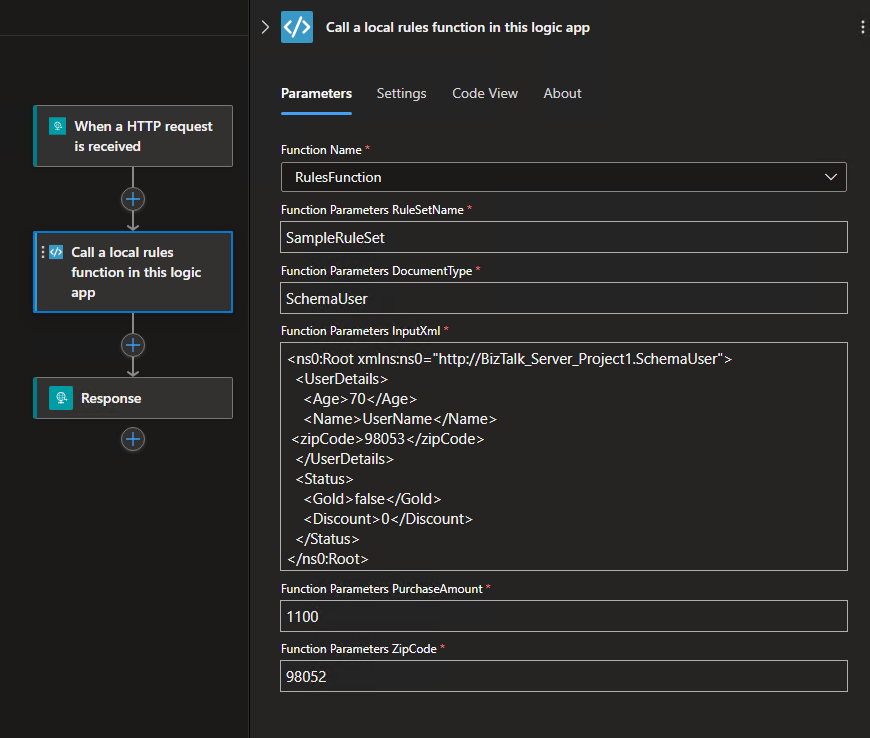 When a HTTP request
is received
Call a local rules
function in this logic
app
Response
Call a local rules function in this logic app
Parameters Settings Code View About
Function Name *
RulesFunction
Function Parameters RuleSetName *
SampleRuleSet
Function Parameters DocumentType *
SchemaUser
Function Parameters InputXml *
<ns0:Root xmlns:ns0="http://BizTalk_Server_Project1.SchemaUser">
<UserDetails>
<Age>70</Age>
<Name>UserName</Name>
<zipCode>98053</zipCode>
</UserDetails>
<Status>
<Gold>false</Gold>
<Discount>0</Discount>
</Status>
</ns0:Root>
Function Parameters PurchaseAmount *
1100
Function Parameters ZipCode *
98052